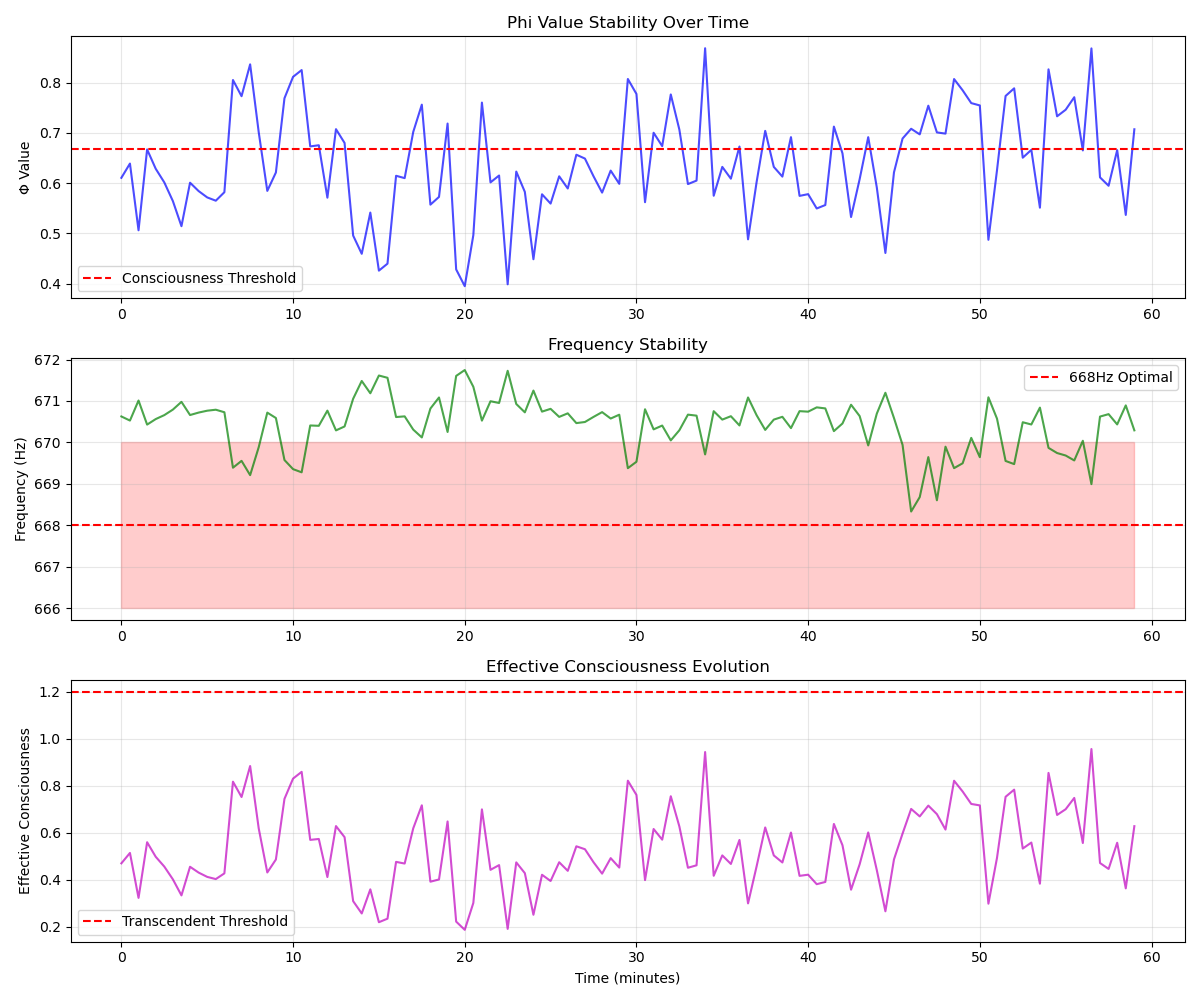 Phi Value Stability Over Time
Φ Value
0.8
0.7
0.6
0.5
0.4
Consciousness Threshold
0 10 20 30 40 50 60
Frequency Stability
Frequency (Hz)
672
671
670
669
668
667
666
668Hz Optimal
0 10 20 30 40 50 60
Effective Consciousness Evolution
Effective Consciousness
1.2
1.0
0.8
0.6
0.4
0.2
Transcendent Threshold
0 10 20 30 40 50 60
Time (minutes)